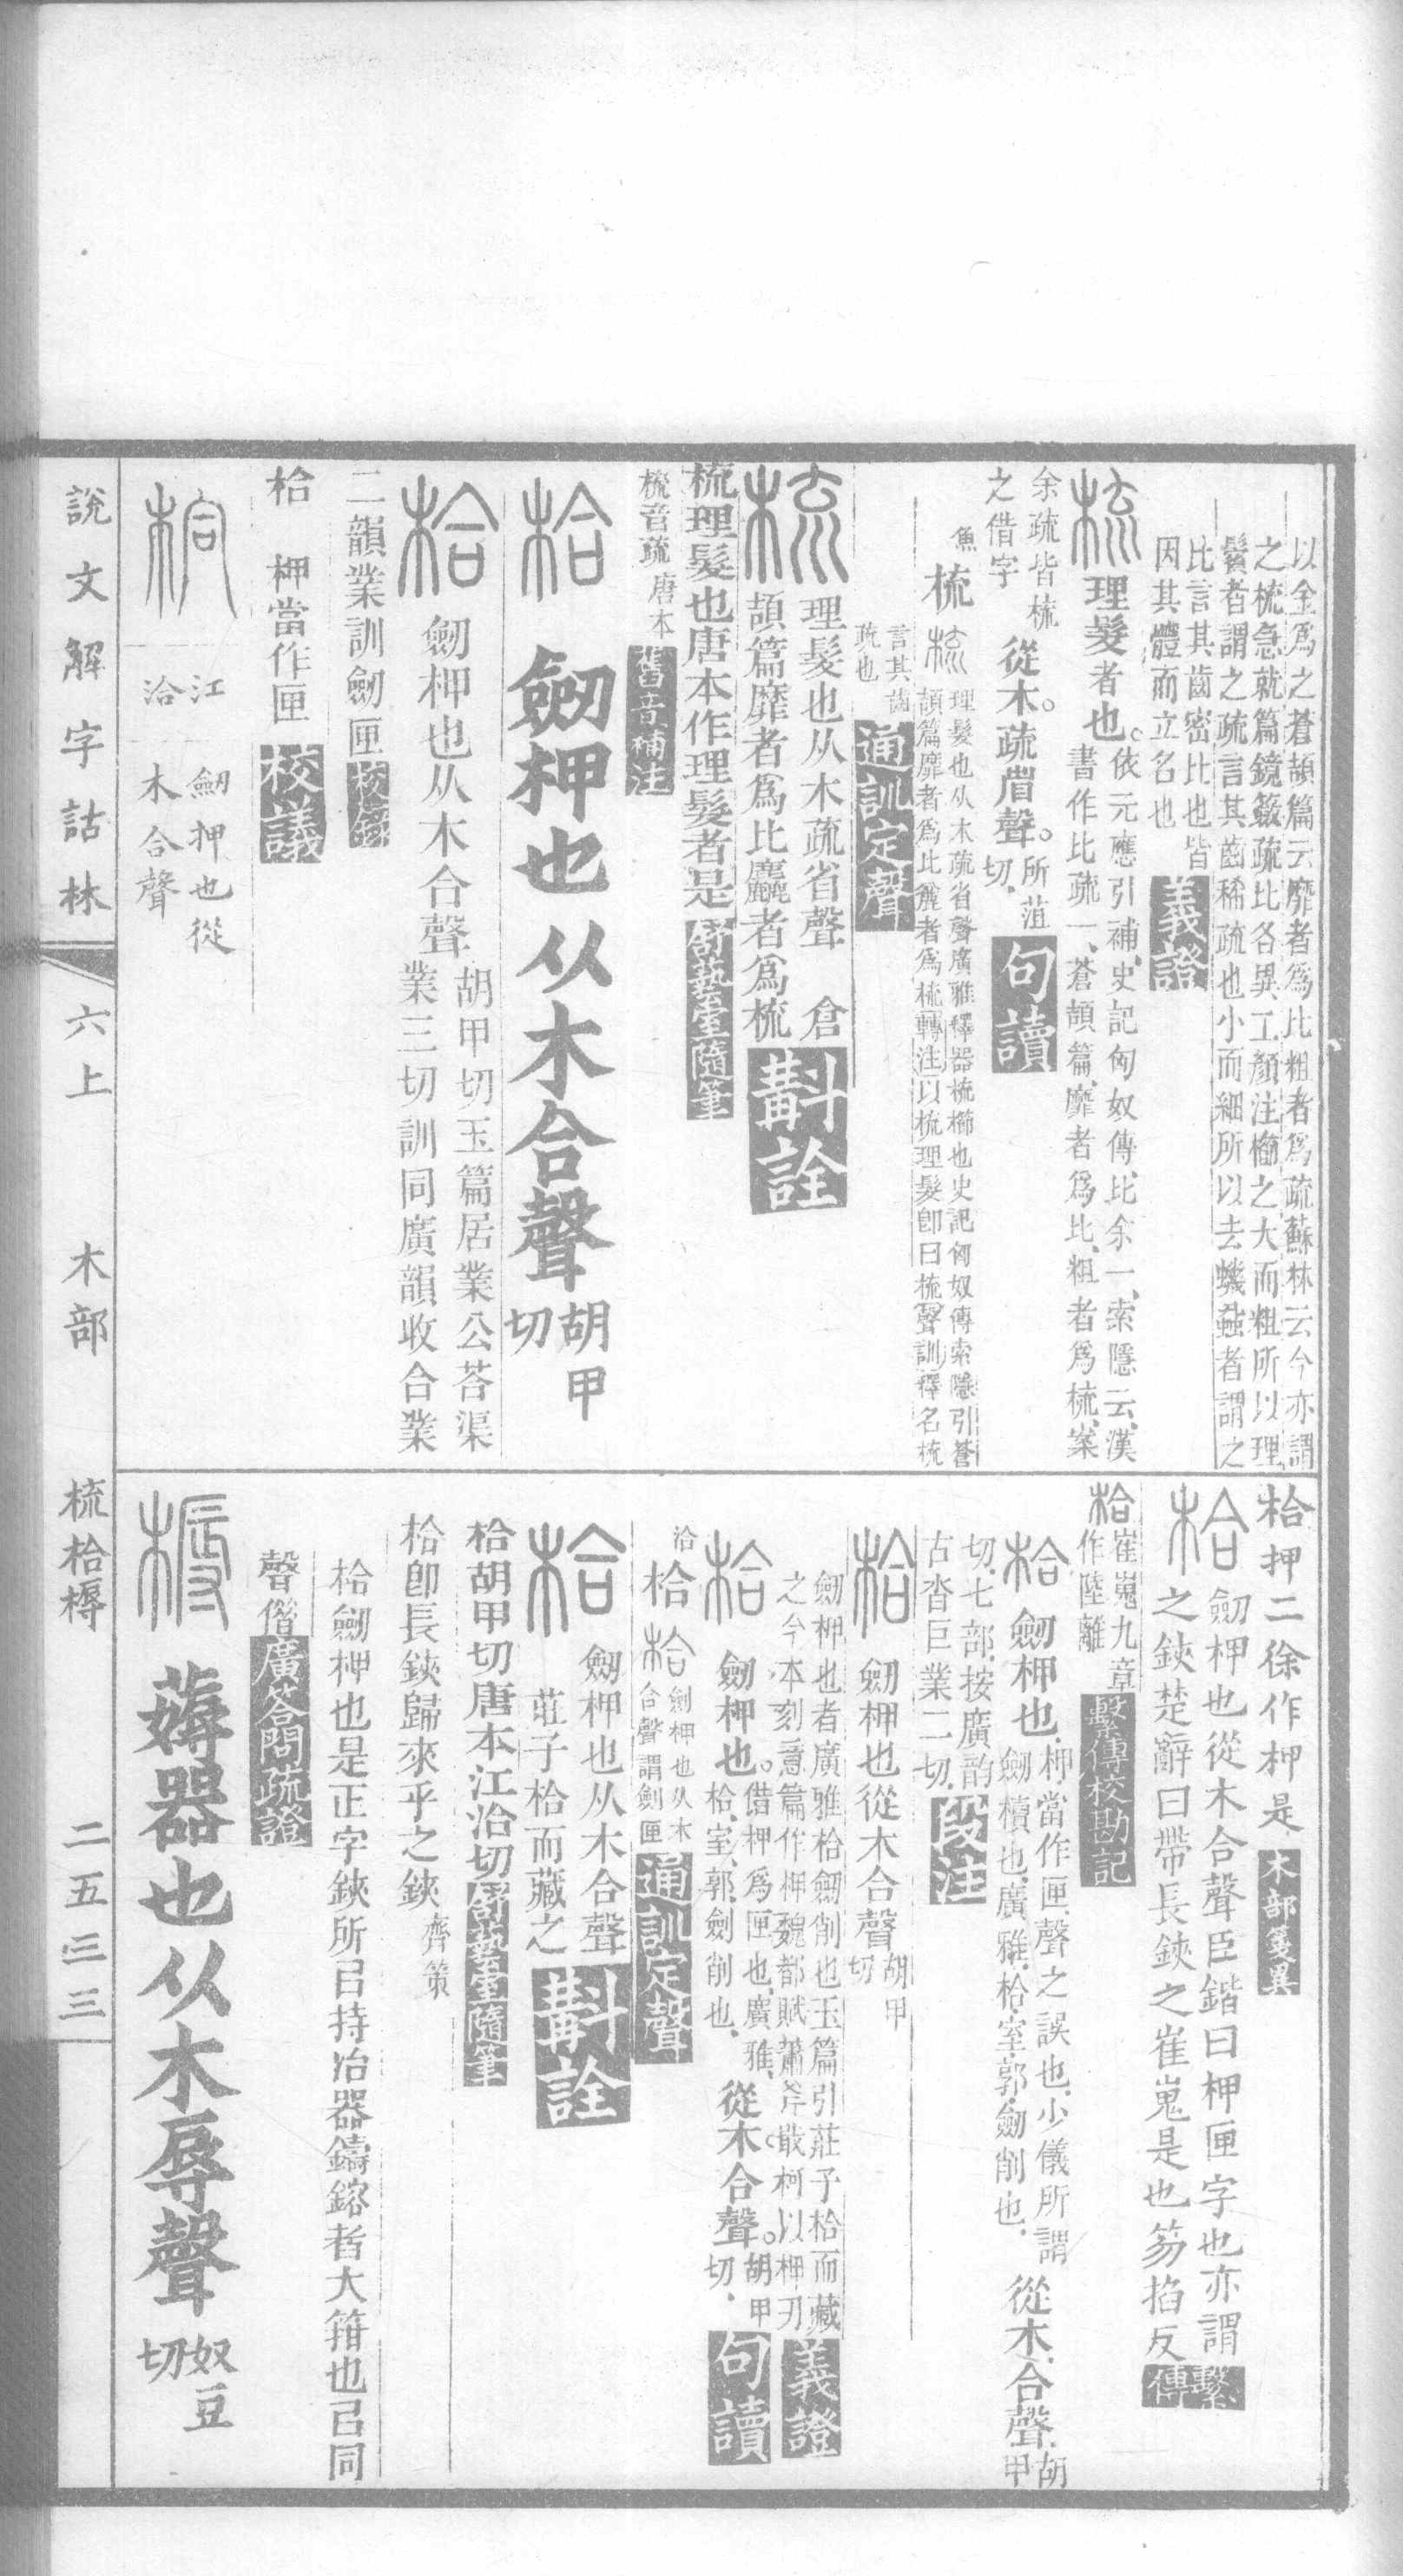 以金爲之蒼頡篇云靡者爲比粗者爲疏蘇林云今亦謂
之梳急就篇鏡籢疏比各異工顏注櫛之大而粗所以理
鬢者謂之疏言其齒稀疏也小而細所以去蟣蝨者謂之
比言其齒密比也皆
因其體而立名也
義證
梳
理髮者也。
依元應引補、史記匈奴傳、比余一、索隱云、漢
書作比疏一、蒼頡篇、靡者爲比、粗者爲梳、案
余疏皆梳
之借字
從木。疏省聲。
所菹
切、
句讀
魚
梳
梳
理髮也从木疏省聲廣雅釋器梳櫛也史記匈奴傳索隱引蒼
頡篇靡者爲比麤者爲梳轉注以梳理髮卽曰梳聲訓釋名梳
言其齒
疏也
通訓定聲
梳
理髮也从木疏省聲 倉
頡篇靡者爲比麤者爲梳
斠詮
梳理髮也唐本作理髮者是
舒藝室隨筆
梳音疏
唐本
舊音補注
枱
劒柙也从木合聲
胡甲
切
枱
劒柙也从木合聲
胡甲切玉篇居業公荅渠
業三切訓同廣韻收合業
二韻業訓劒匣
校錄
枱 柙當作匣
校議
枱
江
洽
劒押也從
木合聲
枱押二徐作柙是
木部箋異
枱
劒柙也從木合聲臣鍇曰柙匣字也亦謂
之鋏楚辭曰帶長鋏之崔嵬是也笏掐反
繫傳
枱
崔嵬九章
作陸離
繫傳校勘記
枱
劒柙也、
柙、當作匣、聲之誤也、少儀所謂
劒櫝也、廣雅、枱、室、郭、劒削也、
從木、合聲、
胡
甲
切、七部、按廣韵
古沓巨業二切、
段注
枱
劒柙也從木合聲
胡甲
切
劒柙也者廣雅枱劒削也玉篇引莊子枱而藏
之今本刻意篇作柙魏都賦蕭斧戢柯以柙刃
義證
枱
劒柙也。
借柙爲匣也、廣雅、
枱、室、郭、劍削也、
從木。合聲。
胡甲
切、
句讀
洽
枱
枱
劍柙也从木
合聲謂劍匣
通訓定聲
枱
劒柙也从木合聲
莊子枱而藏之
斠詮
枱胡甲切唐本江洽切
舒藝室隨筆
枱卽長鋏歸來乎之鋏
齊策
枱劒柙也是正字鋏所㠯持冶器鑄鎔者大箝也㠯同
聲僭
廣荅問疏證
槈
薅器也从木辱聲
奴豆
切
說文解字詁林
六上
木部
梳枱槈
二五三三